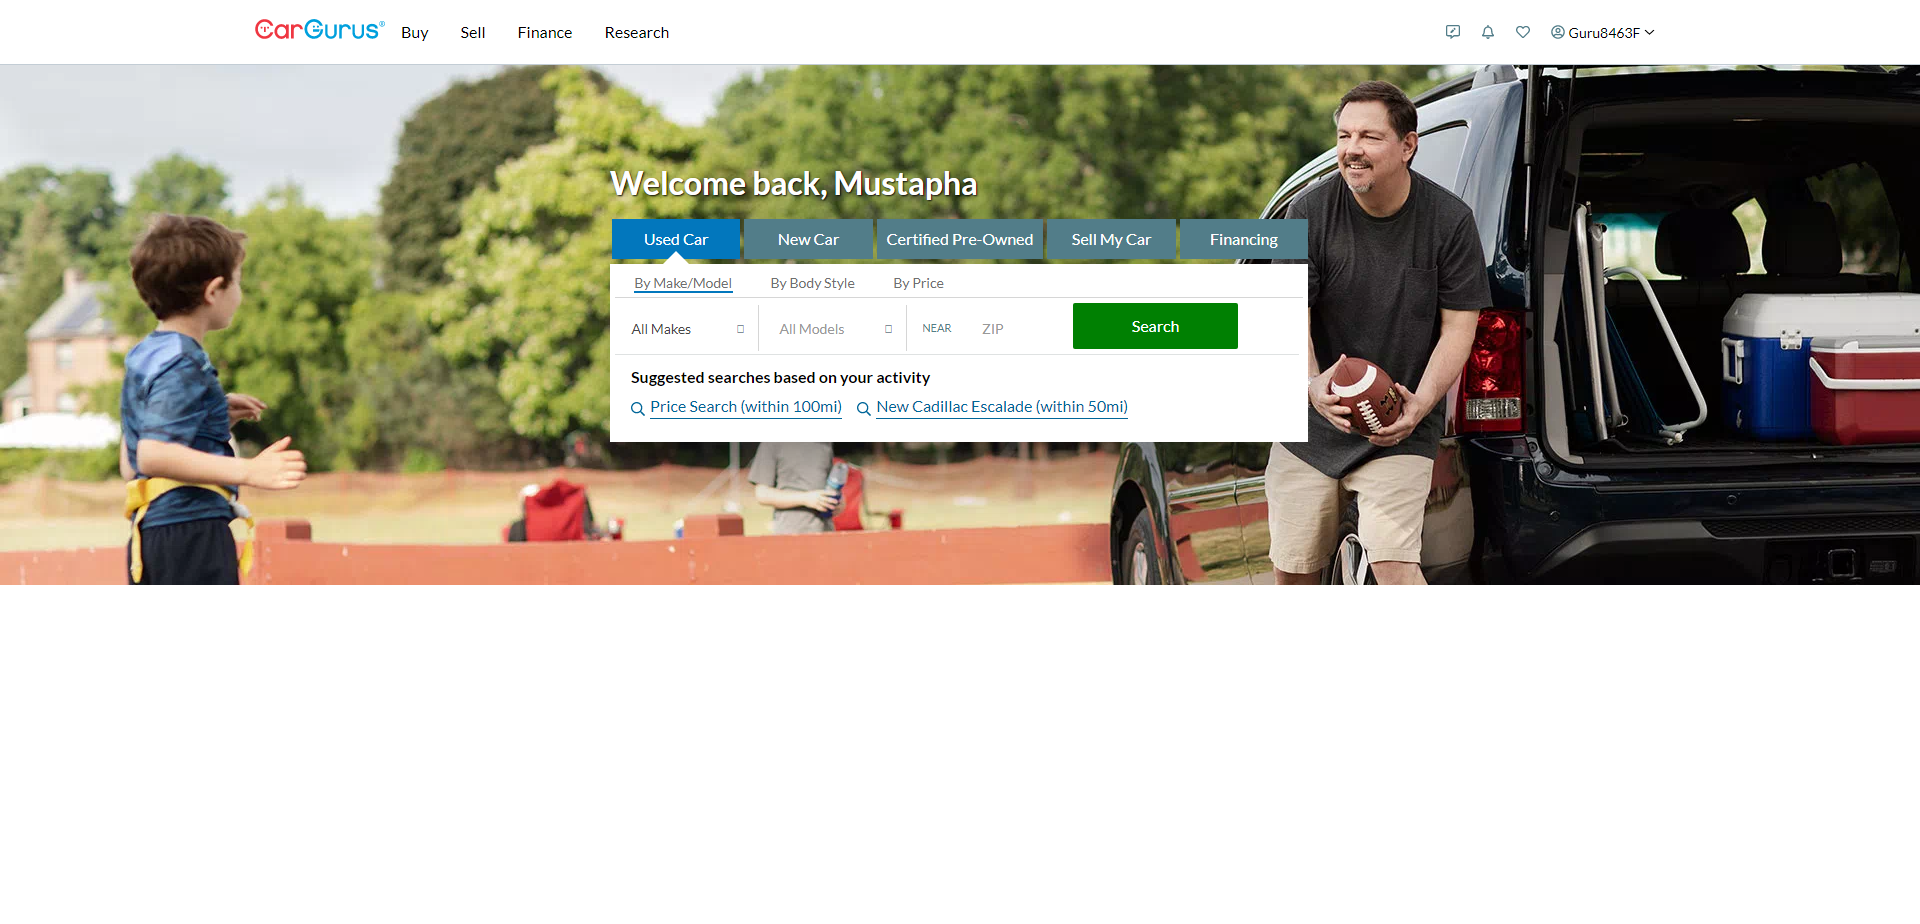 CarGurus® Buy Sell Finance Research Guru8463F
Welcome back, Mustapha
Used Car New Car Certified Pre-Owned Sell My Car Financing
By Make/Model By Body Style By Price
All Makes All Models NEAR ZIP Search
Suggested searches based on your activity
Price Search (within 100mi) New Cadillac Escalade (within 50mi)